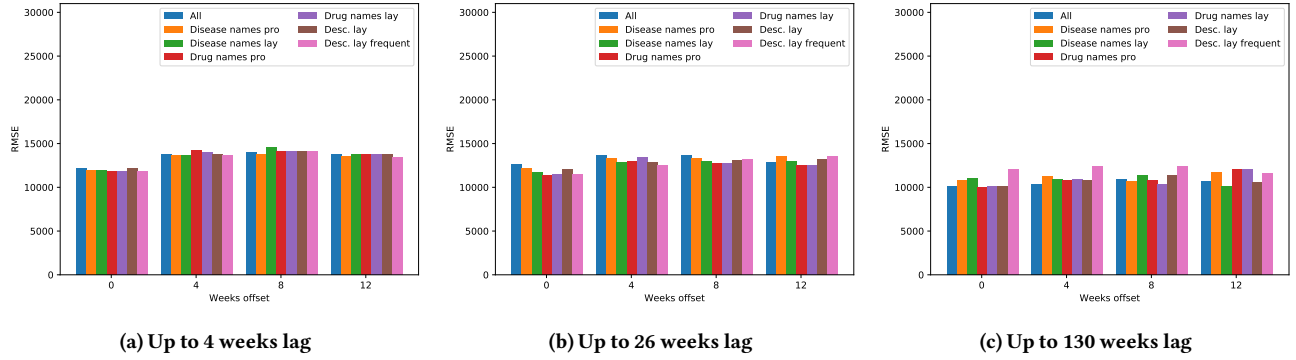 30000
25000
20000
15000
10000
5000
0
RMSE
All
Disease names pro
Disease names lay
Drug names pro
Drug names lay
Desc. lay
Desc. lay frequent
0 4 8 12
Weeks offset
(a) Up to 4 weeks lag
30000
25000
20000
15000
10000
5000
0
RMSE
All
Disease names pro
Disease names lay
Drug names pro
Drug names lay
Desc. lay
Desc. lay frequent
0 4 8 12
Weeks offset
(b) Up to 26 weeks lag
30000
25000
20000
15000
10000
5000
0
RMSE
All
Disease names pro
Disease names lay
Drug names pro
Drug names lay
Desc. lay
Desc. lay frequent
0 4 8 12
Weeks offset
(c) Up to 130 weeks lag